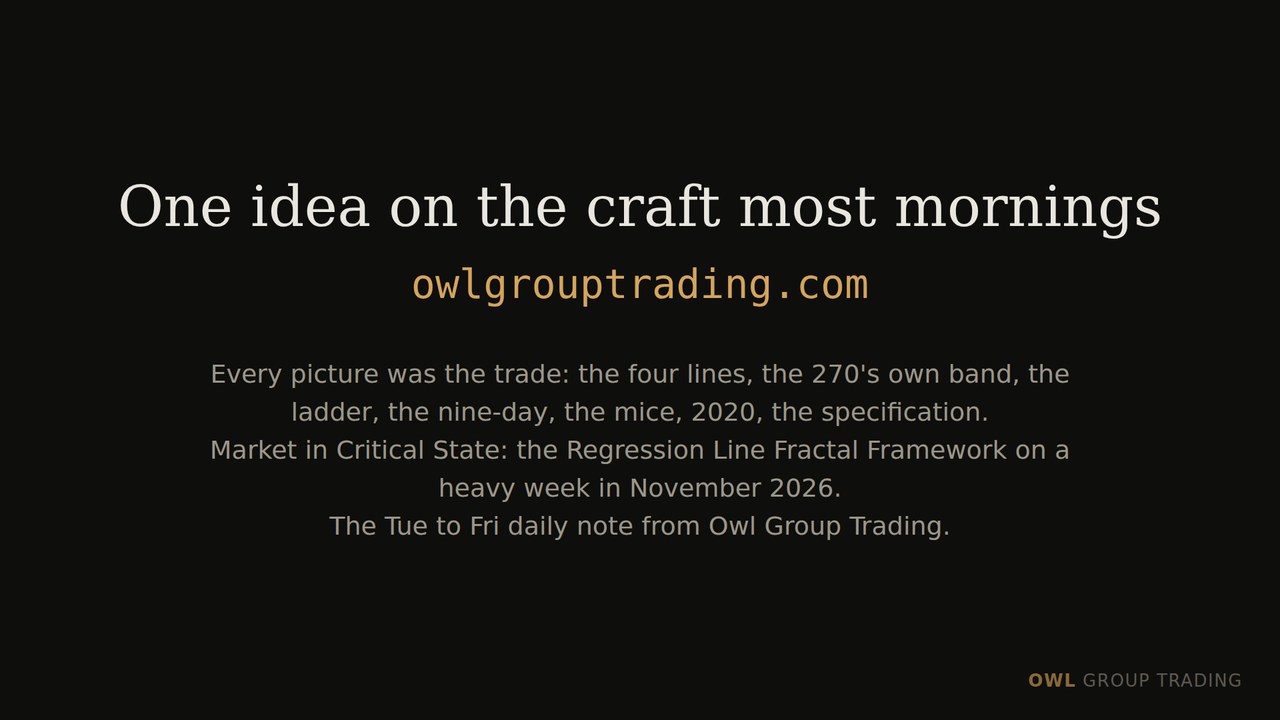 One idea on the craft most mornings
owlgrouptrading.com
Every picture was the trade: the four lines, the 270's own band, the
ladder, the nine-day, the mice, 2020, the specification.
Market in Critical State: the Regression Line Fractal Framework on a
heavy week in November 2026.
The Tue to Fri daily note from Owl Group Trading.
OWL GROUP TRADING